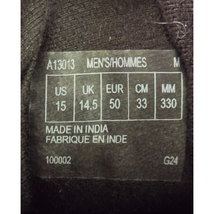 A13013 MEN'S/HOMMES M
US UK EUR CM MM
15 14.5 50 33 330
MADE IN INDIA
FABRIQUE EN INDE
100002 G24